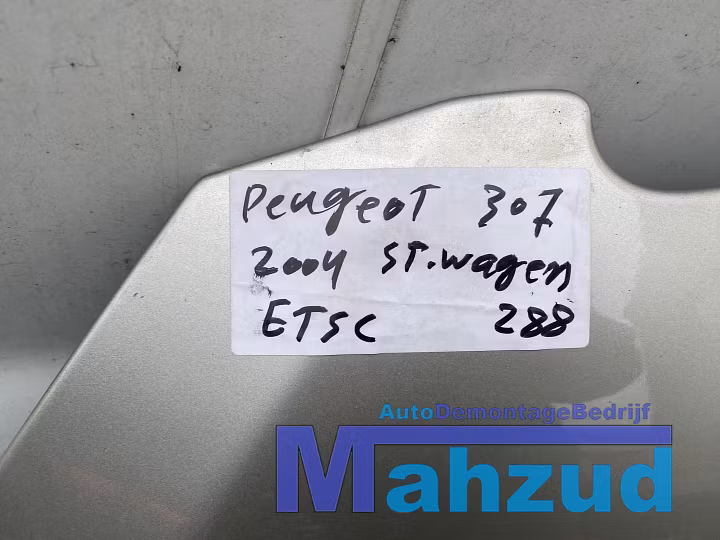 Peugeot 307
2004 ST.wagen
ETSC 288
AutoDemontageBedrijf
Mahzud